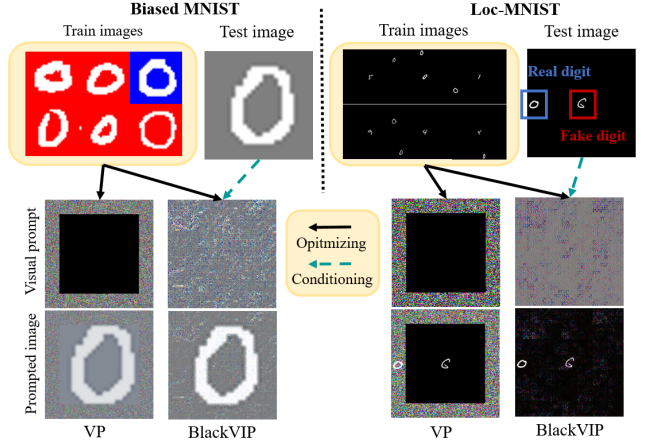 Biased MNIST
Loc-MNIST
Train images
Test image
Train images
Test image
Real digit
Fake digit
Visual prompt
Opitmizing
Conditioning
Prompted image
VP
BlackVIP
VP
BlackVIP